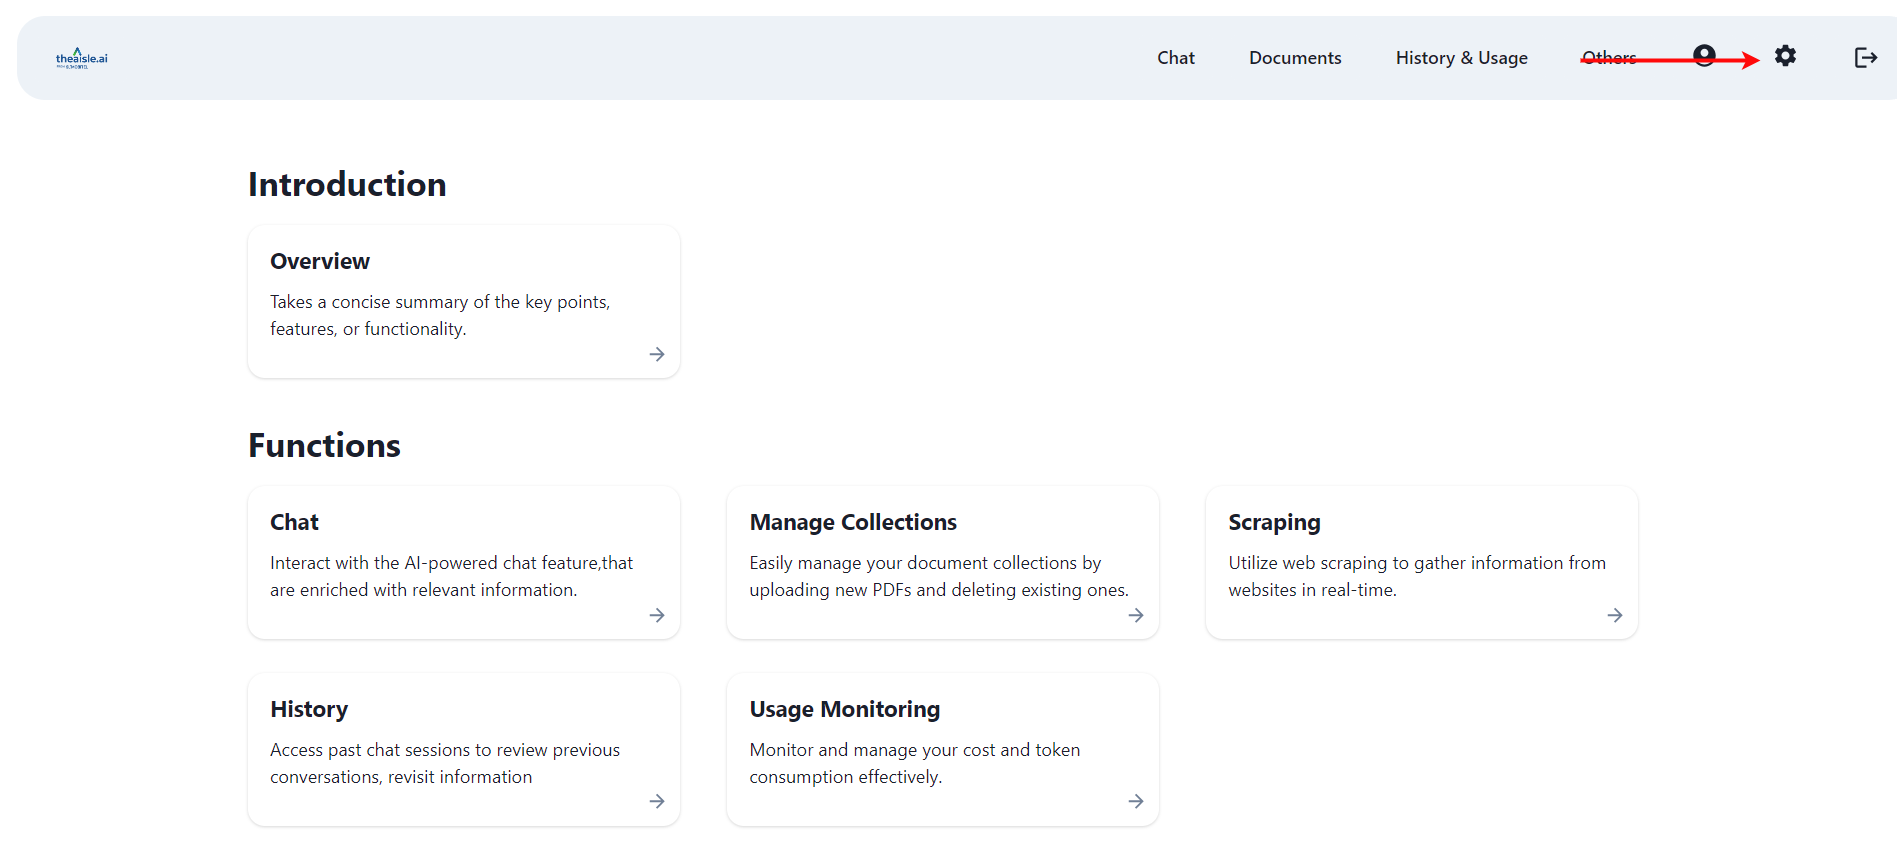 theaisle.ai
Chat
Documents
History & Usage
Others
Introduction
Overview
Takes a concise summary of the key points,
features, or functionality.
Functions
Chat
Interact with the AI-powered chat feature,that
are enriched with relevant information.
Manage Collections
Easily manage your document collections by
uploading new PDFs and deleting existing ones.
Scraping
Utilize web scraping to gather information from
websites in real-time.
History
Access past chat sessions to review previous
conversations, revisit information
Usage Monitoring
Monitor and manage your cost and token
consumption effectively.